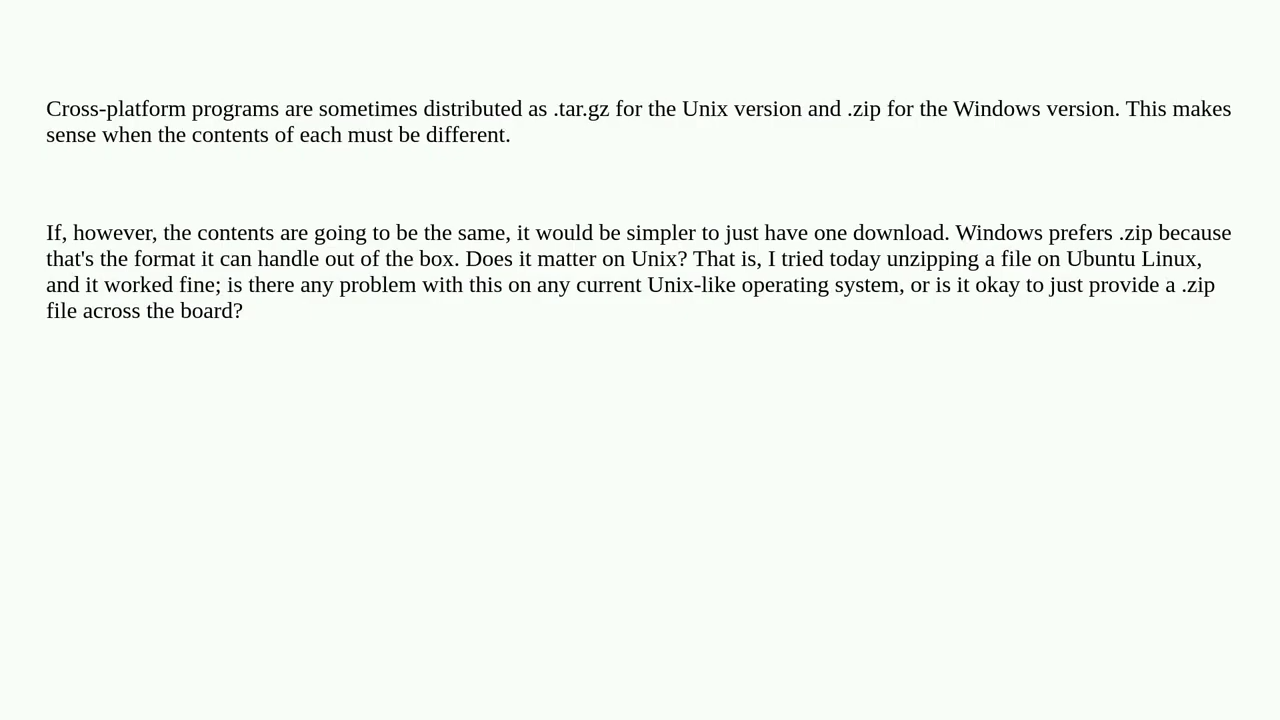 Cross-platform programs are sometimes distributed as .tar.gz for the Unix version and .zip for the Windows version. This makes
sense when the contents of each must be different.
If, however, the contents are going to be the same, it would be simpler to just have one download. Windows prefers .zip because
that's the format it can handle out of the box. Does it matter on Unix? That is, I tried today unzipping a file on Ubuntu Linux,
and it worked fine; is there any problem with this on any current Unix-like operating system, or is it okay to just provide a .zip
file across the board?